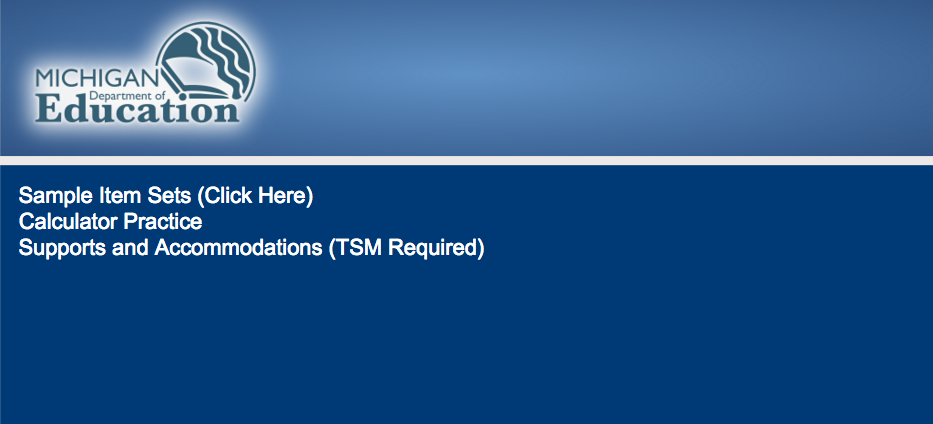 MICHIGAN
Department of
Education
Sample Item Sets (Click Here)
Calculator Practice
Supports and Accommodations (TSM Required)